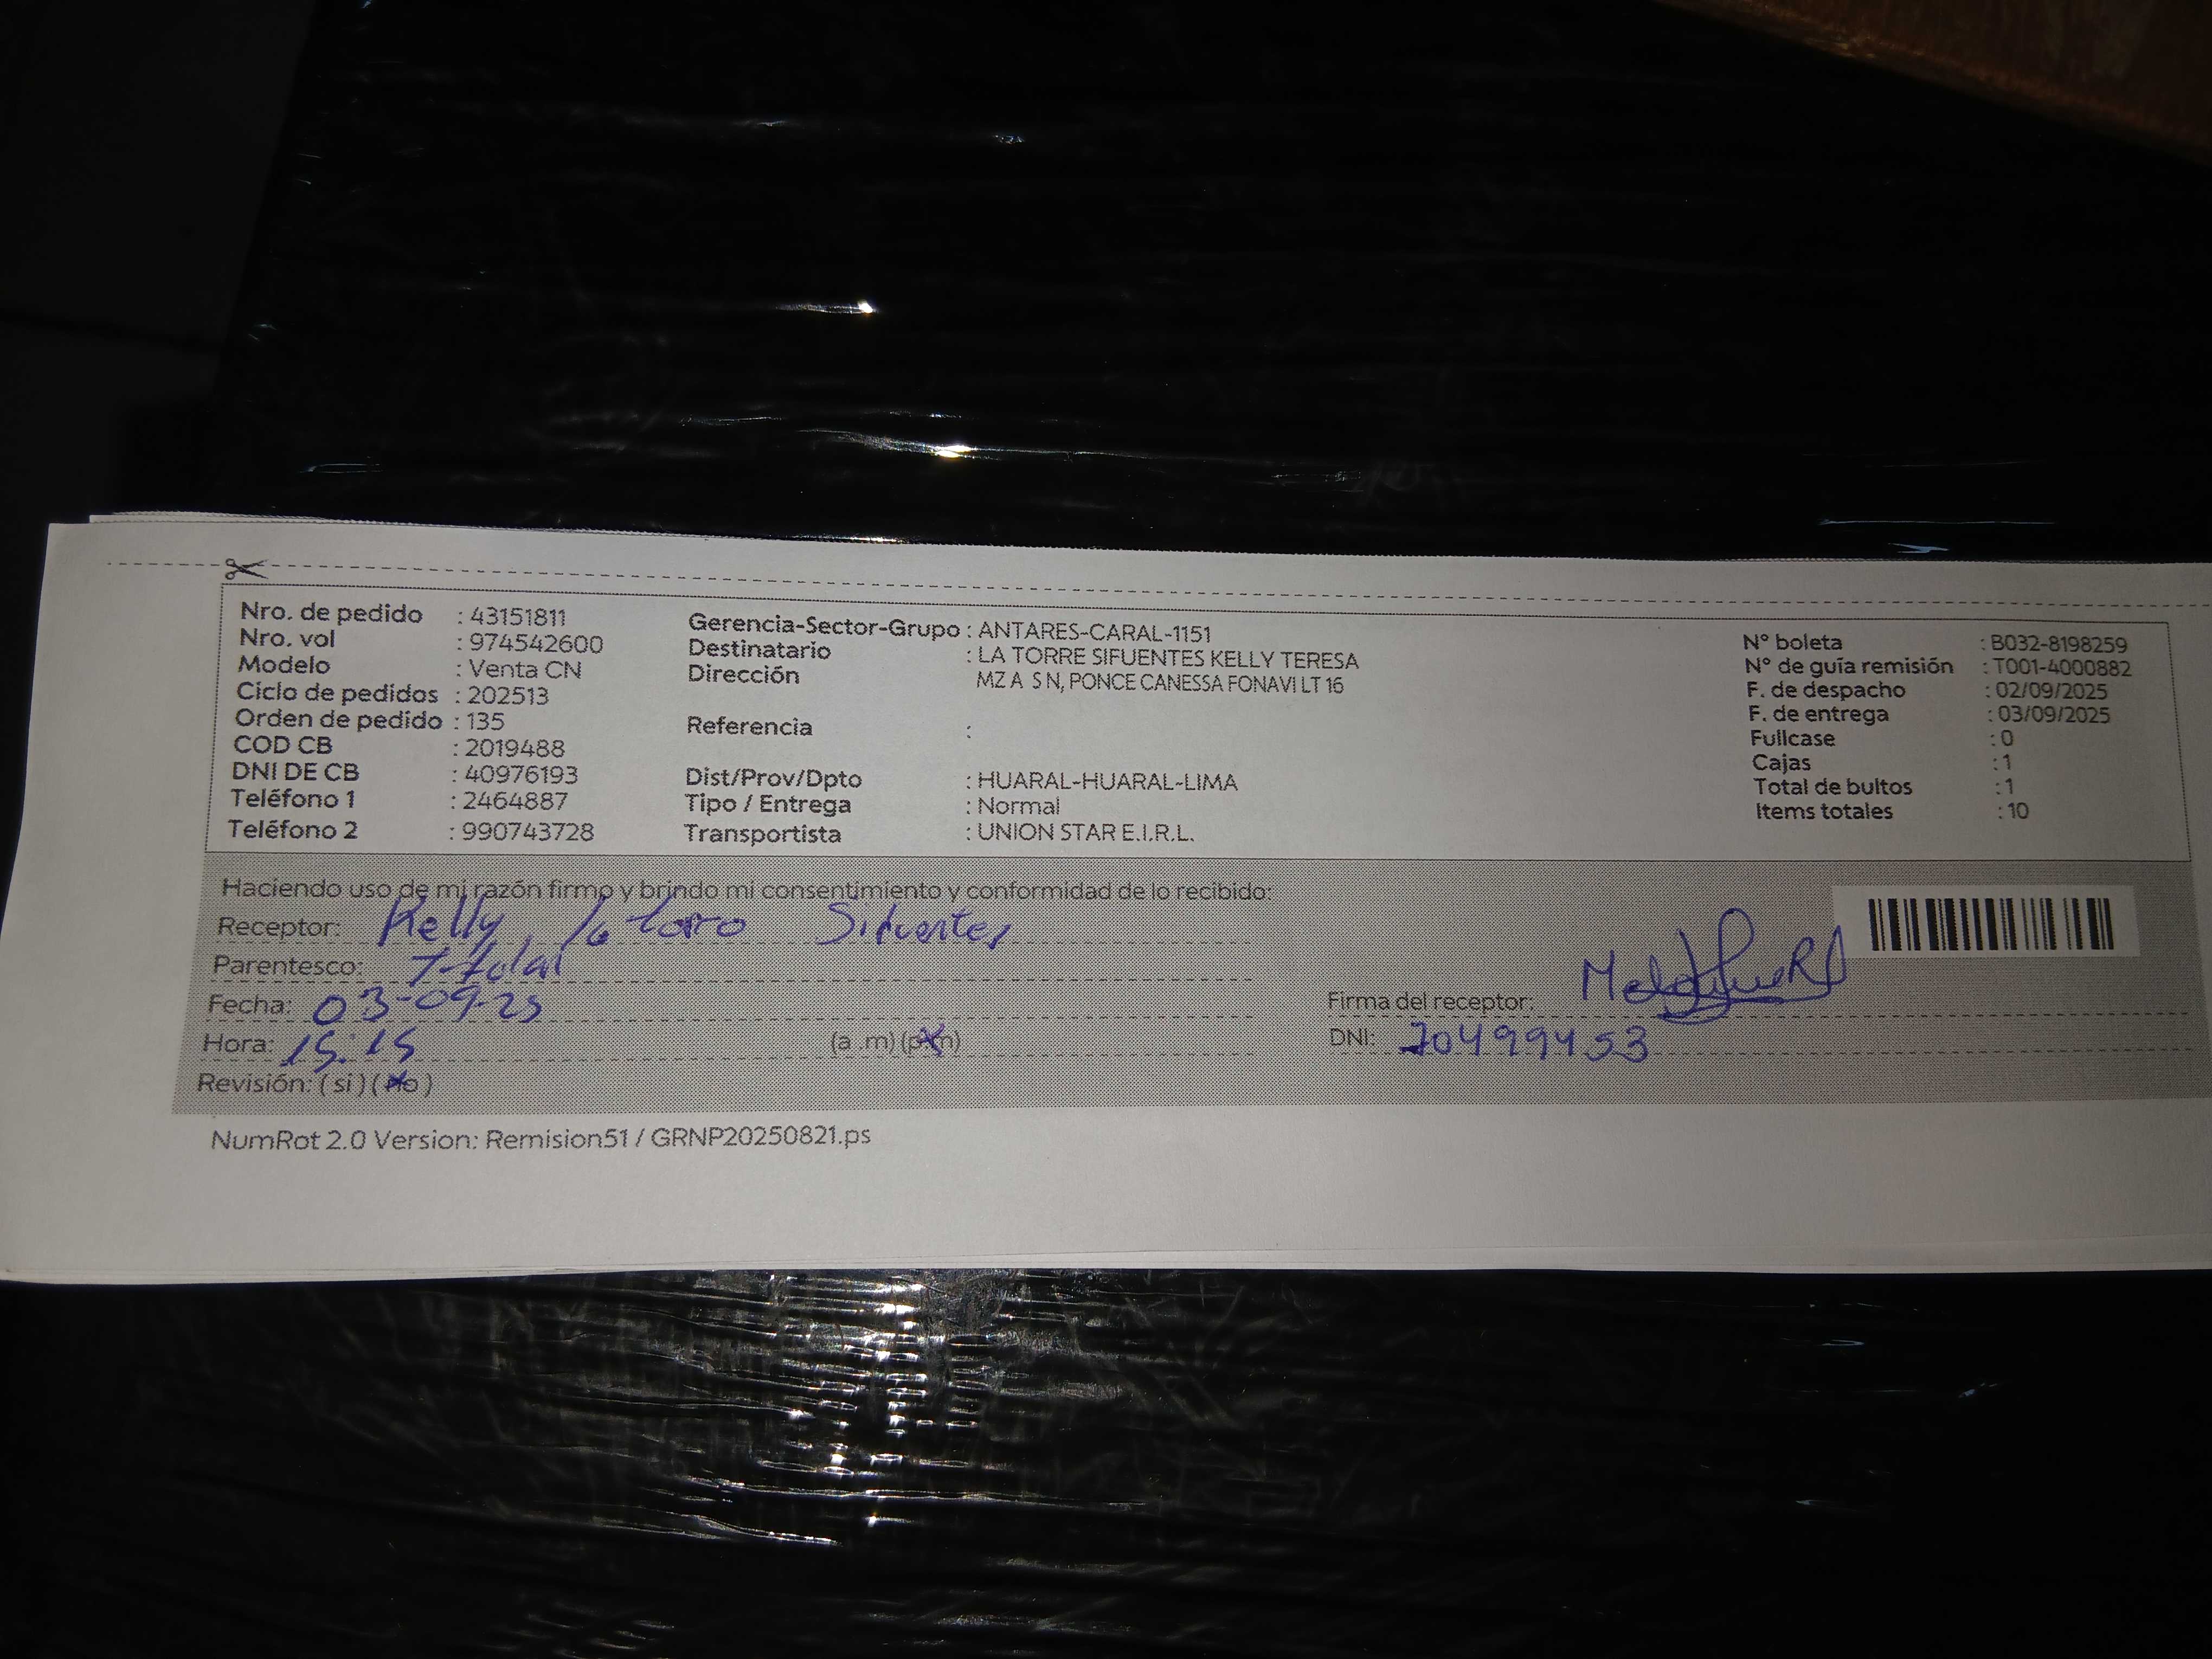 Nro. de pedido : 43151811
Nro. vol : 974542600
Modelo : Venta CN
Ciclo de pedidos : 202513
Orden de pedido : 135
COD CB : 2019488
DNI DE CB : 40976193
Teléfono 1 : 2464887
Teléfono 2 : 990743728
Gerencia-Sector-Grupo : ANTARES-CARAL-1151
Destinatario : LA TORRE SIFUENTES KELLY TERESA
Dirección MZ A S N, PONCE CANESSA FONAVI LT 16
Referencia :
Dist/Prov/Dpto : HUARAL-HUARAL-LIMA
Tipo / Entrega : Normal
Transportista : UNION STAR E.I.R.L.
N° boleta : B032-8198259
N° de guía remisión : T001-4000882
F. de despacho : 02/09/2025
F. de entrega : 03/09/2025
Fullcase : 0
Cajas : 1
Total de bultos : 1
Items totales : 10
Haciendo uso de mi razón firmo y brindo mi consentimiento y conformidad de lo recibido:
Receptor: Kelly la torre Sifuentes
Parentesco: Titular
Fecha: 03-09-25
Hora: 15:15 (a .m) (p.m)
Revisión: ( si ) ( no )
Firma del receptor:
DNI: 70499453
NumRot 2.0 Version: Remision51 / GRNP20250821.ps